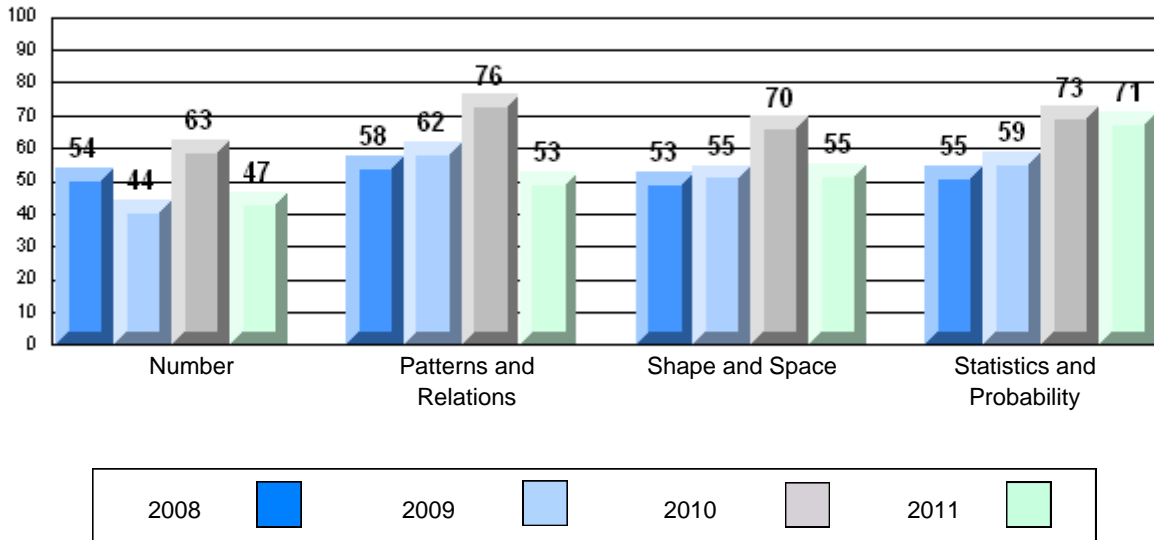 100
90
80
70
60
50
40
30
20
10
0
54 44 63 47
58 62 76 53
53 55 70 55
55 59 73 71
Number
Patterns and
Relations
Shape and Space
Statistics and
Probability
2008 2009 2010 2011